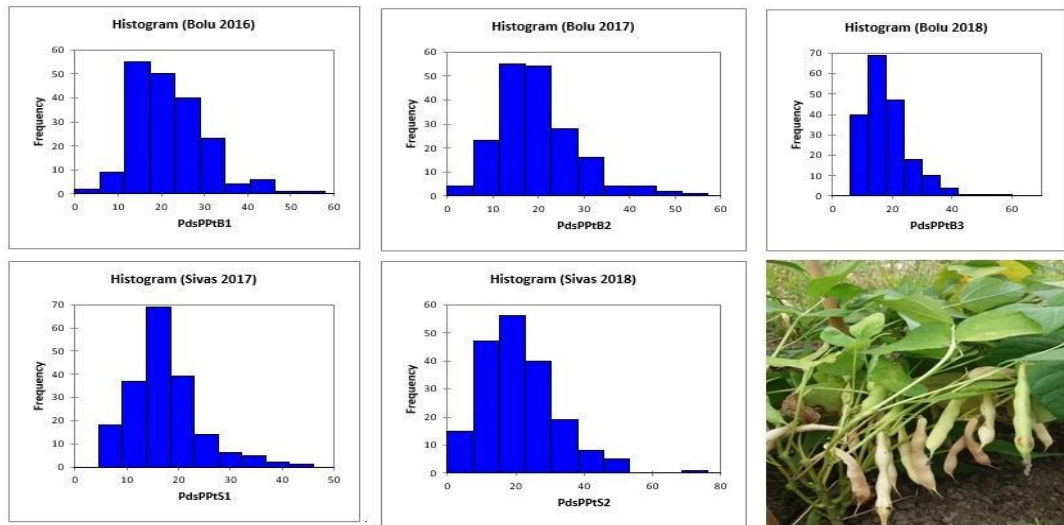 Histogram (Bolu 2016)
60
50
40
30
20
10
0
Frequency
0 10 20 30 40 50 60
PdsPPtB1
Histogram (Bolu 2017)
60
50
40
30
20
10
0
Frequency
0 10 20 30 40 50 60
PdsPPtB2
Histogram (Bolu 2018)
70
60
50
40
30
20
10
0
Frequency
0 20 40 60
PdsPPtB3
Histogram (Sivas 2017)
70
60
50
40
30
20
10
0
Frequency
0 10 20 30 40 50
PdsPPtS1
Histogram (Sivas 2018)
60
50
40
30
20
10
0
Frequency
0 20 40 60 80
PdsPPtS2